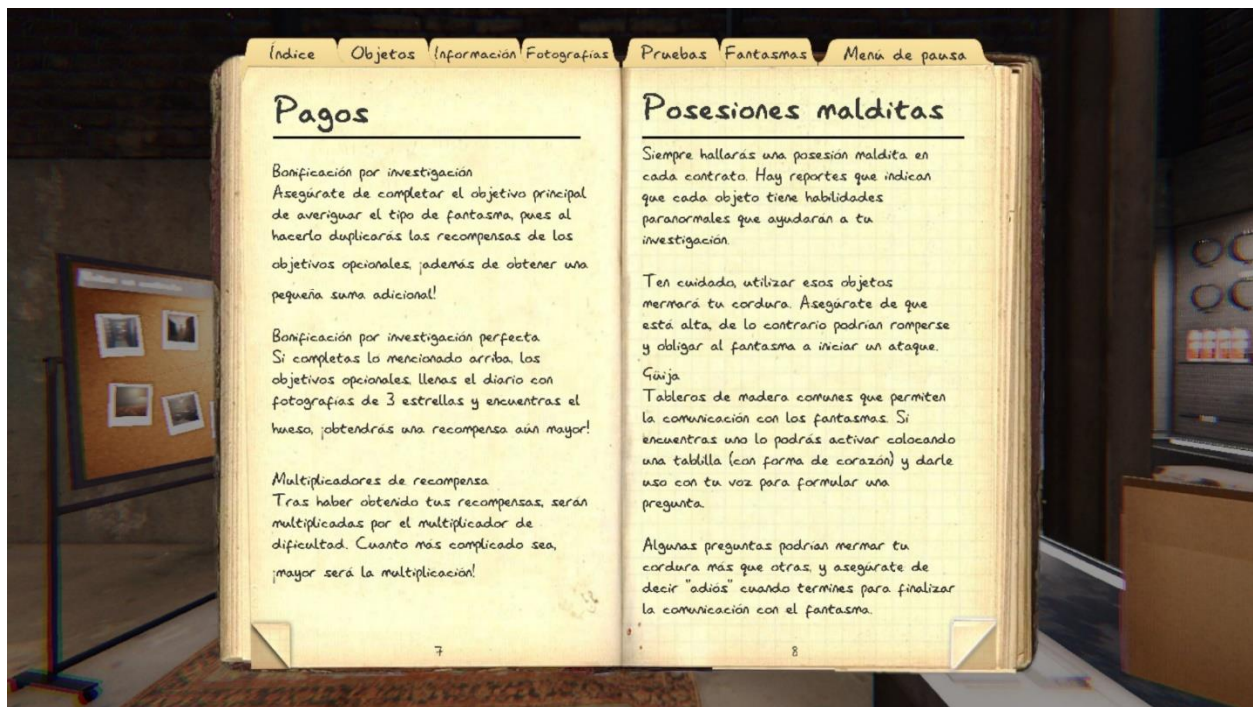 Índice
Objetos
Información
Fotografías
Pruebas
Fantasmas
Menú de pausa
Pagos
Bonificación por investigación
Asegúrate de completar el objetivo principal
de averiguar el tipo de fantasma, pues al
hacerlo duplicarás las recompensas de los
objetivos opcionales, ¡además de obtener una
pequeña suma adicional!
Bonificación por investigación perfecta
Si completas lo mencionado arriba, los
objetivos opcionales, llenas el diario con
fotografías de 3 estrellas y encuentras el
hueso, ¡obtendrás una recompensa aún mayor!
Multiplicadores de recompensa
Tras haber obtenido tus recompensas, serán
multiplicadas por el multiplicador de
dificultad. Cuanto más complicado sea,
¡mayor será la multiplicación!
7
Posesiones malditas
Siempre hallarás una posesión maldita en
cada contrato. Hay reportes que indican
que cada objeto tiene habilidades
paranormales que ayudarán a tu
investigación.
Ten cuidado, utilizar esos objetos
mermará tu cordura. Asegúrate de que
está alta, de lo contrario podrían romperse
y obligar al fantasma a iniciar un ataque.
Güija
Tableros de madera comunes que permiten
la comunicación con los fantasmas. Si
encuentras uno lo podrás activar colocando
una tablilla (con forma de corazón) y darle
uso con tu voz para formular una
pregunta.
Algunas preguntas podrían mermar tu
cordura más que otras, y asegúrate de
decir "adiós" cuando termines para finalizar
la comunicación con el fantasma.
8